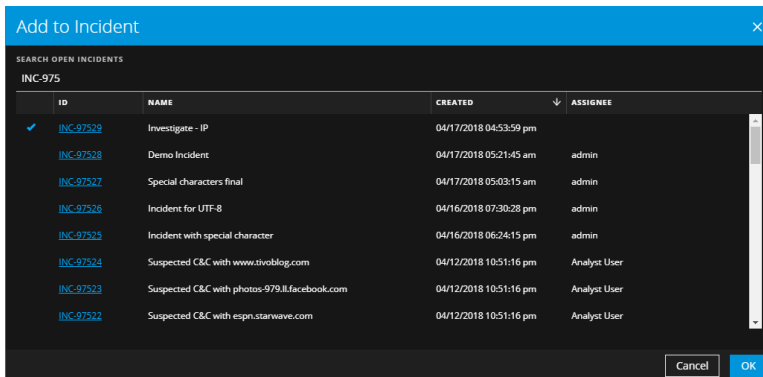 Add to Incident
SEARCH OPEN INCIDENTS
INC-975
ID NAME CREATED ASSIGNEE
INC-97529 Investigate - IP 04/17/2018 04:53:59 pm
INC-97528 Demo Incident 04/17/2018 05:21:45 am admin
INC-97527 Special characters final 04/17/2018 05:03:15 am admin
INC-97526 Incident for UTF-8 04/16/2018 07:30:28 pm admin
INC-97525 Incident with special character 04/16/2018 06:24:15 pm admin
INC-97524 Suspected C&C with www.tivoblog.com 04/12/2018 10:51:16 pm Analyst User
INC-97523 Suspected C&C with photos-979.ll.facebook.com 04/12/2018 10:51:16 pm Analyst User
INC-97522 Suspected C&C with espn.starwave.com 04/12/2018 10:51:16 pm Analyst User
Cancel OK